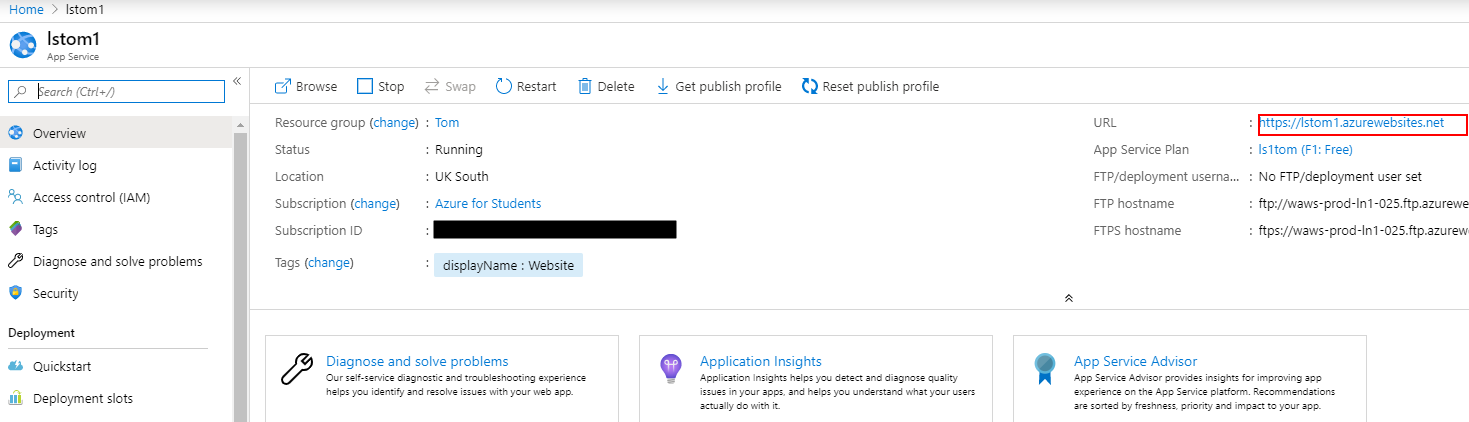 Home > lstom1
lstom1
App Service
Search (Ctrl+/)
«
Browse Stop Swap Restart Delete Get publish profile Reset publish profile
Overview
Activity log
Access control (IAM)
Tags
Diagnose and solve problems
Security
Deployment
Quickstart
Deployment slots
Resource group (change) : Tom
Status : Running
Location : UK South
Subscription (change) : Azure for Students
Subscription ID :
Tags (change) : displayName : Website
URL : https://lstom1.azurewebsites.net
App Service Plan : ls1tom (F1: Free)
FTP/deployment userna... : No FTP/deployment user set
FTP hostname : ftp://waws-prod-ln1-025.ftp.azurewe
FTPS hostname : ftps://waws-prod-ln1-025.ftp.azurew
Diagnose and solve problems
Our self-service diagnostic and troubleshooting experience
helps you identify and resolve issues with your web app.
Application Insights
Application Insights helps you detect and diagnose quality
issues in your apps, and helps you understand what your users
actually do with it.
App Service Advisor
App Service Advisor provides insights for improving app
experience on the App Service platform. Recommendations
are sorted by freshness, priority and impact to your app.